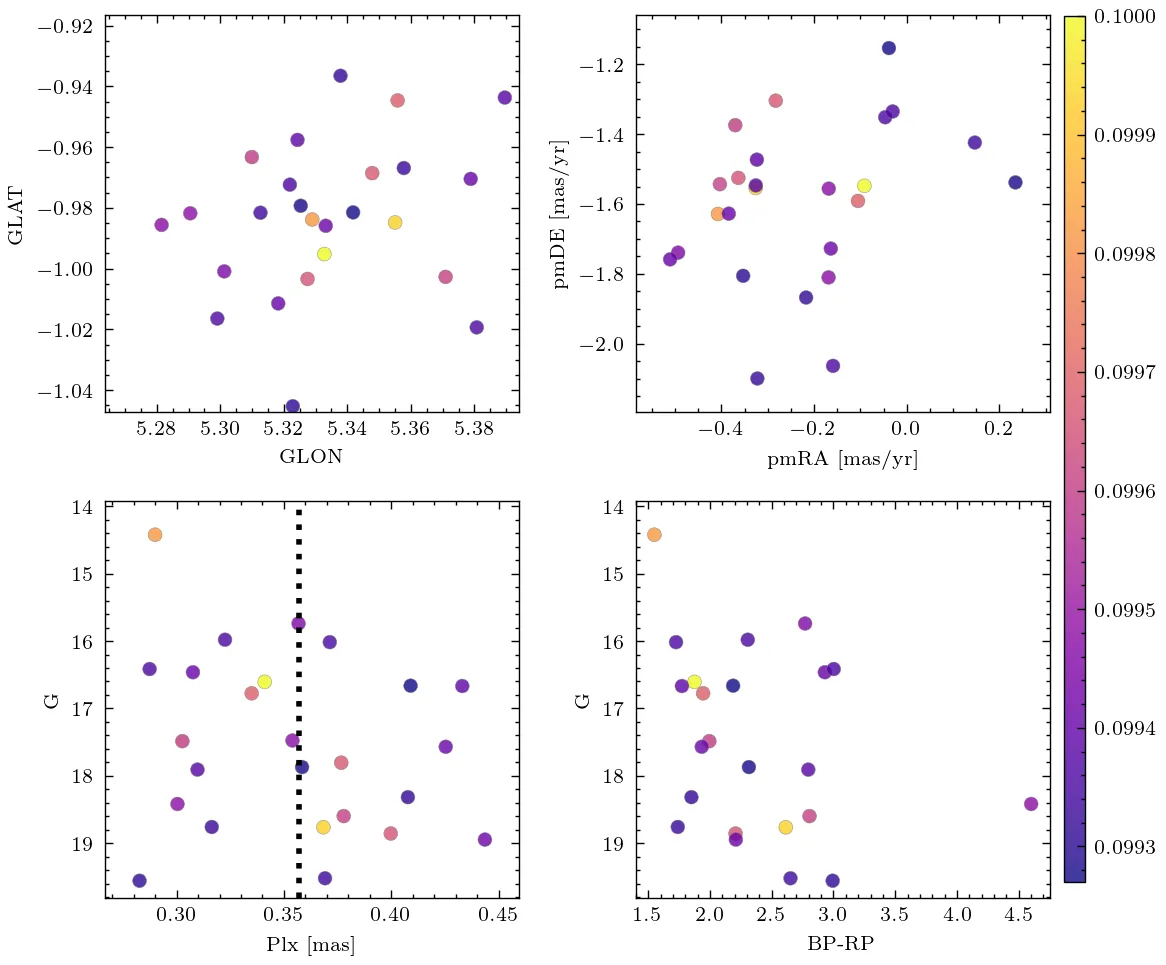 −0.92
−0.94
−0.96
−0.98
−1.00
−1.02
−1.04
GLAT
5.28 5.30 5.32 5.34 5.36 5.38
GLON
−1.2
−1.4
−1.6
−1.8
−2.0
pmDE [mas/yr]
−0.4 −0.2 0.0 0.2
pmRA [mas/yr]
14
15
16
17
18
19
G
0.30 0.35 0.40 0.45
Plx [mas]
14
15
16
17
18
19
G
1.5 2.0 2.5 3.0 3.5 4.0 4.5
BP-RP
0.1000
0.0999
0.0998
0.0997
0.0996
0.0995
0.0994
0.0993